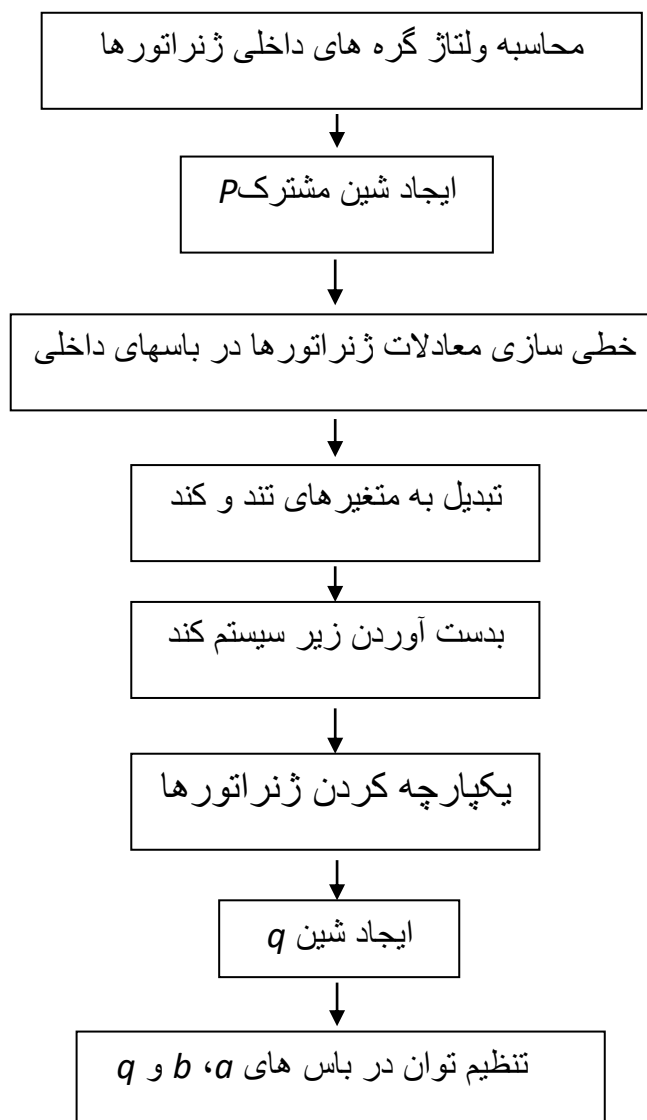 محاسبه ولتاژ گره های داخلی ژنراتورها
ایجاد شین مشترکP
خطی سازی معادلات ژنراتورها در باسهای داخلی
تبدیل به متغیرهای تند و کند
بدست آوردن زیر سیستم کند
یکپارچه کردن ژنراتورها
ایجاد شین q
تنظیم توان در باس های a، b و q